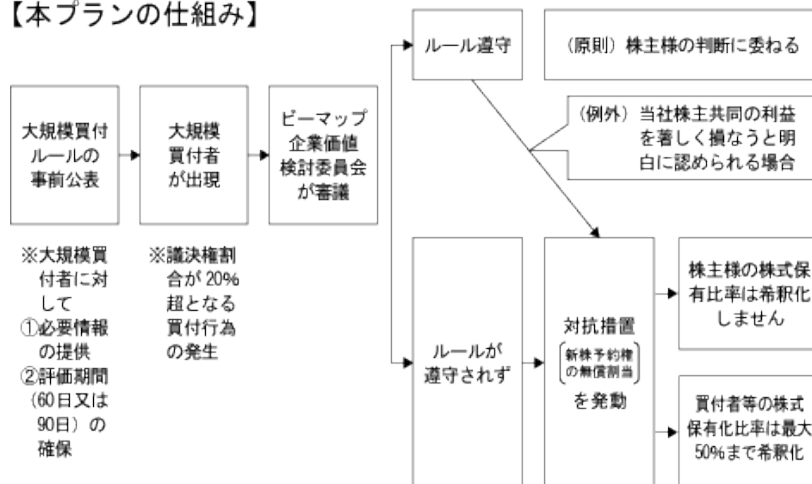 【本プランの仕組み】
大規模買付
ルールの
事前公表
※大規模買
付者に対
して
①必要情報
の提供
②評価期間
(60日又は
90日)の
確保
大規模
買付者
が出現
※議決権割
合が20%
超となる
買付行為
の発生
ビーマップ
企業価値
検討委員会
が審議
ルール遵守
(原則)株主様の判断に委ねる
(例外)当社株主共同の利益
を著しく損なうと明
白に認められる場合
ルールが
遵守されず
対抗措置
新株予約権
の無償割当
を発動
株主様の株式保
有比率は希釈化
しません
買付者等の株式
保有化比率は最大
50%まで希釈化